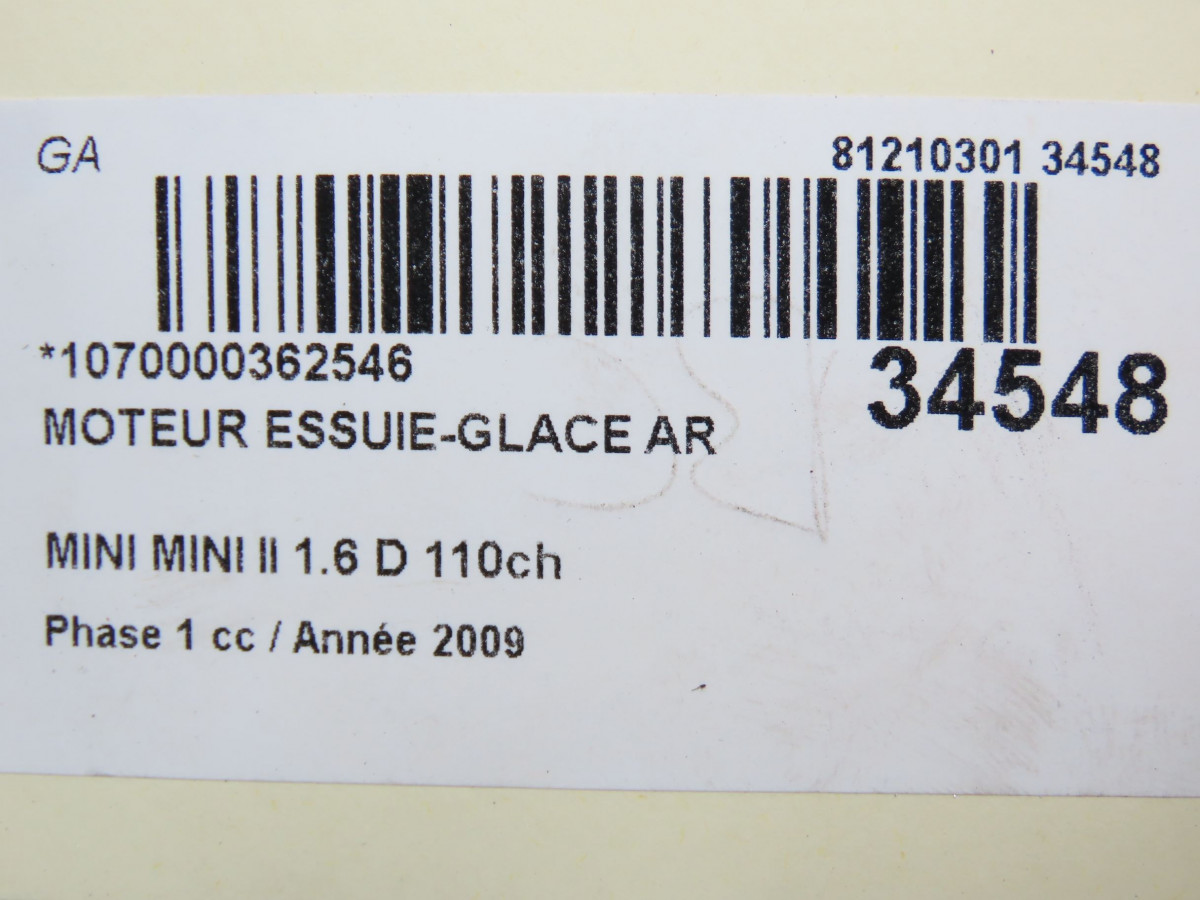 GA
81210301 34548
*1070000362546
34548
MOTEUR ESSUIE-GLACE AR
MINI MINI II 1.6 D 110ch
Phase 1 cc / Année 2009